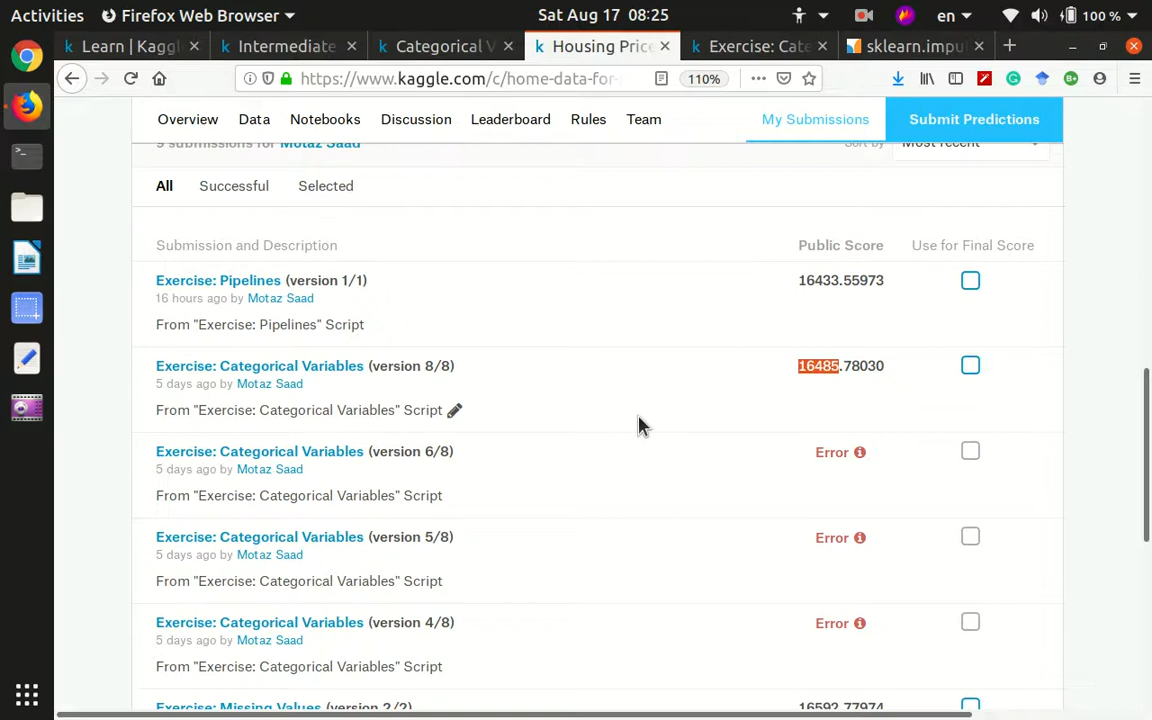 Activities Firefox Web Browser Sat Aug 17 08:25 en 100 %
Learn | Kaggl Intermediate Categorical V Housing Price Exercise: Cate sklearn.impu
https://www.kaggle.com/c/home-data-for- 110%
Overview Data Notebooks Discussion Leaderboard Rules Team My Submissions Submit Predictions
9 submissions for Motaz Saad Sort by Most recent
All Successful Selected
Submission and Description Public Score Use for Final Score
Exercise: Pipelines (version 1/1) 16433.55973
16 hours ago by Motaz Saad
From "Exercise: Pipelines" Script
Exercise: Categorical Variables (version 8/8) 16485.78030
5 days ago by Motaz Saad
From "Exercise: Categorical Variables" Script
Exercise: Categorical Variables (version 6/8) Error
5 days ago by Motaz Saad
From "Exercise: Categorical Variables" Script
Exercise: Categorical Variables (version 5/8) Error
5 days ago by Motaz Saad
From "Exercise: Categorical Variables" Script
Exercise: Categorical Variables (version 4/8) Error
5 days ago by Motaz Saad
From "Exercise: Categorical Variables" Script
Exercise: Missing Values (version 2/2) 16592.77974